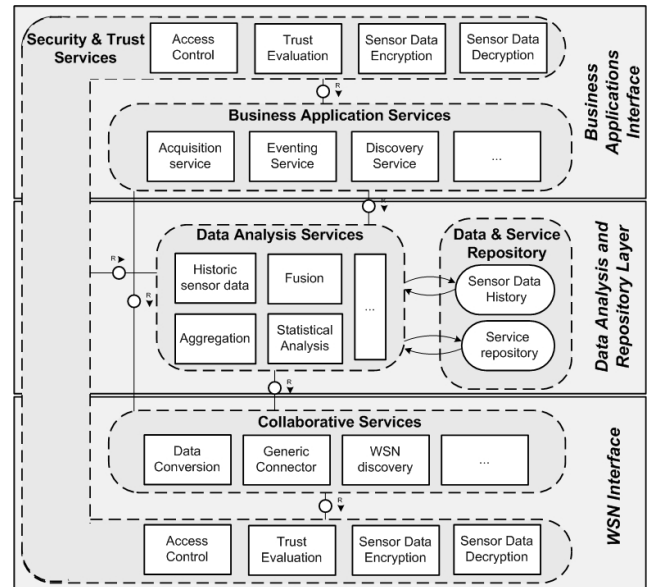 Security & Trust
Services
Access
Control
Trust
Evaluation
Sensor Data
Encryption
Sensor Data
Decryption
R
Business Application Services
Acquisition
service
Eventing
Service
Discovery
Service
...
Business
Applications
Interface
R
Data Analysis Services
Historic
sensor data
Fusion
...
Aggregation
Statistical
Analysis
R
R
Data & Service
Repository
Sensor Data
History
Service
repository
Data Analysis and
Repository Layer
R
Collaborative Services
Data
Conversion
Generic
Connector
WSN
discovery
...
R
Access
Control
Trust
Evaluation
Sensor Data
Encryption
Sensor Data
Decryption
WSN Interface